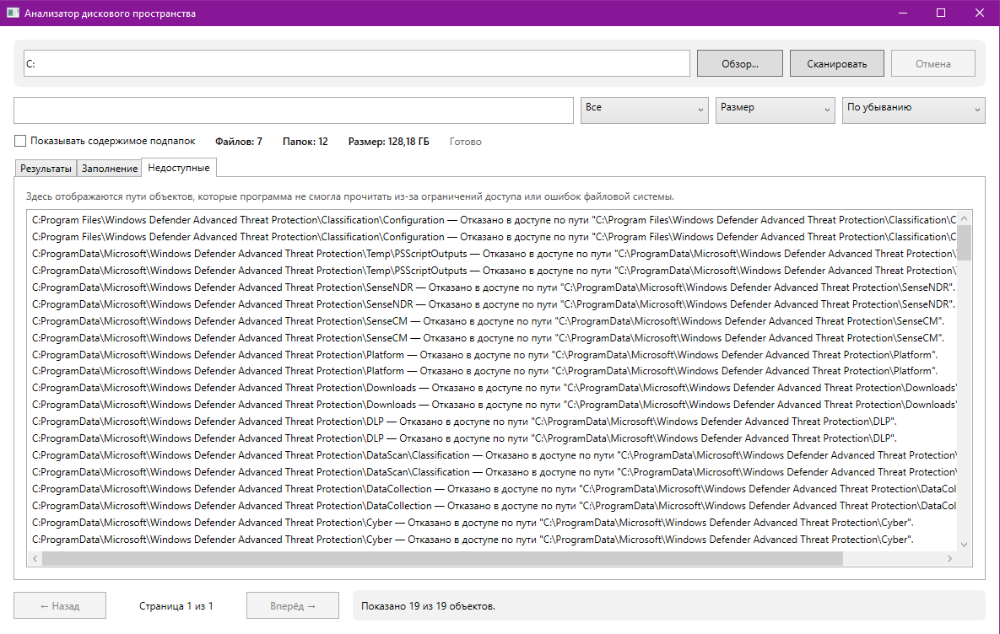 Анализатор дискового пространства
C:
Обзор...
Сканировать
Отмена
Все
Размер
По убыванию
Показывать содержимое подпапок
Файлов: 7
Папок: 12
Размер: 128,18 ГБ
Готово
Результаты
Заполнение
Недоступные
Здесь отображаются пути объектов, которые программа не смогла прочитать из-за ограничений доступа или ошибок файловой системы.
C:Program Files\Windows Defender Advanced Threat Protection\Classification\Configuration — Отказано в доступе по пути "C:\Program Files\Windows Defender Advanced Threat Protection\Classification\C
C:Program Files\Windows Defender Advanced Threat Protection\Classification\Configuration — Отказано в доступе по пути "C:\Program Files\Windows Defender Advanced Threat Protection\Classification\C
C:ProgramData\Microsoft\Windows Defender Advanced Threat Protection\Temp\PSScriptOutputs — Отказано в доступе по пути "C:\ProgramData\Microsoft\Windows Defender Advanced Threat Protection\
C:ProgramData\Microsoft\Windows Defender Advanced Threat Protection\Temp\PSScriptOutputs — Отказано в доступе по пути "C:\ProgramData\Microsoft\Windows Defender Advanced Threat Protection\
C:ProgramData\Microsoft\Windows Defender Advanced Threat Protection\SenseNDR — Отказано в доступе по пути "C:\ProgramData\Microsoft\Windows Defender Advanced Threat Protection\SenseNDR".
C:ProgramData\Microsoft\Windows Defender Advanced Threat Protection\SenseNDR — Отказано в доступе по пути "C:\ProgramData\Microsoft\Windows Defender Advanced Threat Protection\SenseNDR".
C:ProgramData\Microsoft\Windows Defender Advanced Threat Protection\SenseCM — Отказано в доступе по пути "C:\ProgramData\Microsoft\Windows Defender Advanced Threat Protection\SenseCM".
C:ProgramData\Microsoft\Windows Defender Advanced Threat Protection\SenseCM — Отказано в доступе по пути "C:\ProgramData\Microsoft\Windows Defender Advanced Threat Protection\SenseCM".
C:ProgramData\Microsoft\Windows Defender Advanced Threat Protection\Platform — Отказано в доступе по пути "C:\ProgramData\Microsoft\Windows Defender Advanced Threat Protection\Platform".
C:ProgramData\Microsoft\Windows Defender Advanced Threat Protection\Platform — Отказано в доступе по пути "C:\ProgramData\Microsoft\Windows Defender Advanced Threat Protection\Platform".
C:ProgramData\Microsoft\Windows Defender Advanced Threat Protection\Downloads — Отказано в доступе по пути "C:\ProgramData\Microsoft\Windows Defender Advanced Threat Protection\Downloads"
C:ProgramData\Microsoft\Windows Defender Advanced Threat Protection\Downloads — Отказано в доступе по пути "C:\ProgramData\Microsoft\Windows Defender Advanced Threat Protection\Downloads"
C:ProgramData\Microsoft\Windows Defender Advanced Threat Protection\DLP — Отказано в доступе по пути "C:\ProgramData\Microsoft\Windows Defender Advanced Threat Protection\DLP".
C:ProgramData\Microsoft\Windows Defender Advanced Threat Protection\DLP — Отказано в доступе по пути "C:\ProgramData\Microsoft\Windows Defender Advanced Threat Protection\DLP".
C:ProgramData\Microsoft\Windows Defender Advanced Threat Protection\DataScan\Classification — Отказано в доступе по пути "C:\ProgramData\Microsoft\Windows Defender Advanced Threat Protection\
C:ProgramData\Microsoft\Windows Defender Advanced Threat Protection\DataScan\Classification — Отказано в доступе по пути "C:\ProgramData\Microsoft\Windows Defender Advanced Threat Protection\
C:ProgramData\Microsoft\Windows Defender Advanced Threat Protection\DataCollection — Отказано в доступе по пути "C:\ProgramData\Microsoft\Windows Defender Advanced Threat Protection\DataCol
C:ProgramData\Microsoft\Windows Defender Advanced Threat Protection\DataCollection — Отказано в доступе по пути "C:\ProgramData\Microsoft\Windows Defender Advanced Threat Protection\DataCol
C:ProgramData\Microsoft\Windows Defender Advanced Threat Protection\Cyber — Отказано в доступе по пути "C:\ProgramData\Microsoft\Windows Defender Advanced Threat Protection\Cyber".
C:ProgramData\Microsoft\Windows Defender Advanced Threat Protection\Cyber — Отказано в доступе по пути "C:\ProgramData\Microsoft\Windows Defender Advanced Threat Protection\Cyber".
← Назад
Страница 1 из 1
Вперёд →
Показано 19 из 19 объектов.